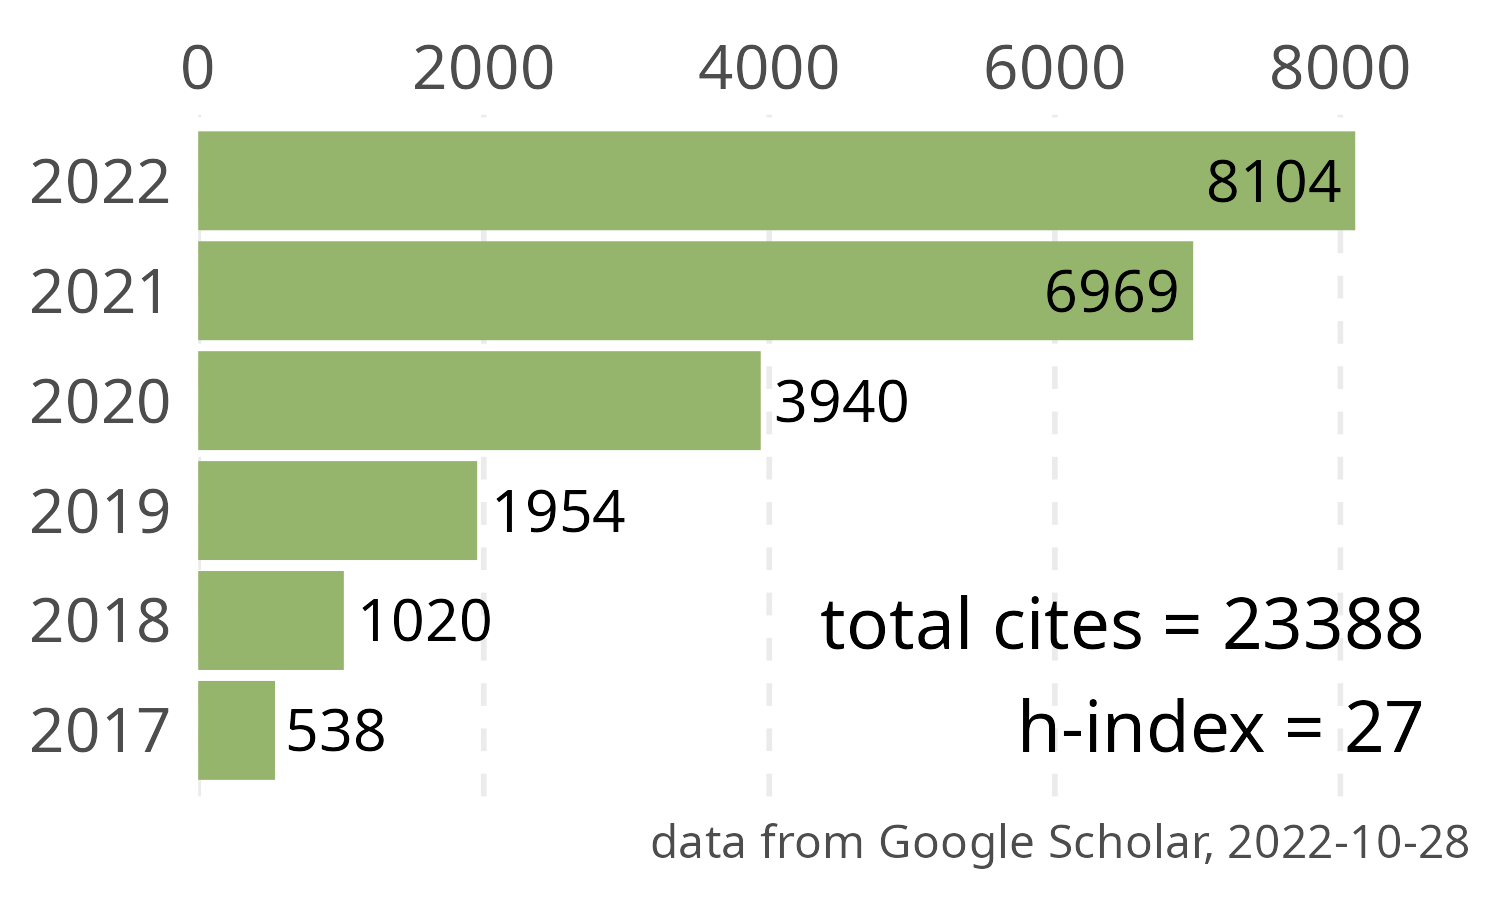 0 2000 4000 6000 8000
2022 8104
2021 6969
2020 3940
2019 1954
2018 1020
total cites = 23388
2017 538
h-index = 27
data from Google Scholar, 2022-10-28